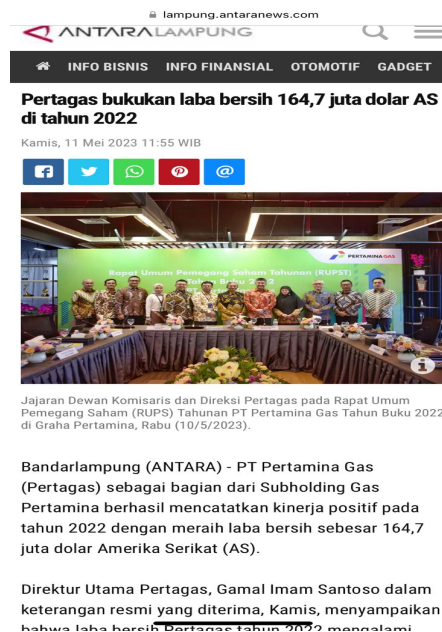 lampung.antaranews.com
ANTARALAMPUNG
INFO BISNIS INFO FINANSIAL OTOMOTIF GADGET
Pertagas bukukan laba bersih 164,7 juta dolar AS
di tahun 2022
Kamis, 11 Mei 2023 11:55 WIB
PERTAMINA GAS
Rapat Umum Pemegang Saham Tahunan (RUPST)
Tahun Buku 2022
Jajaran Dewan Komisaris dan Direksi Pertagas pada Rapat Umum
Pemegang Saham (RUPS) Tahunan PT Pertamina Gas Tahun Buku 2022
di Graha Pertamina, Rabu (10/5/2023).
Bandarlampung (ANTARA) - PT Pertamina Gas
(Pertagas) sebagai bagian dari Subholding Gas
Pertamina berhasil mencatatkan kinerja positif pada
tahun 2022 dengan meraih laba bersih sebesar 164,7
juta dolar Amerika Serikat (AS).
Direktur Utama Pertagas, Gamal Imam Santoso dalam
keterangan resmi yang diterima, Kamis, menyampaikan
bahwa laba bersih Pertagas tahun 2022 mengalami